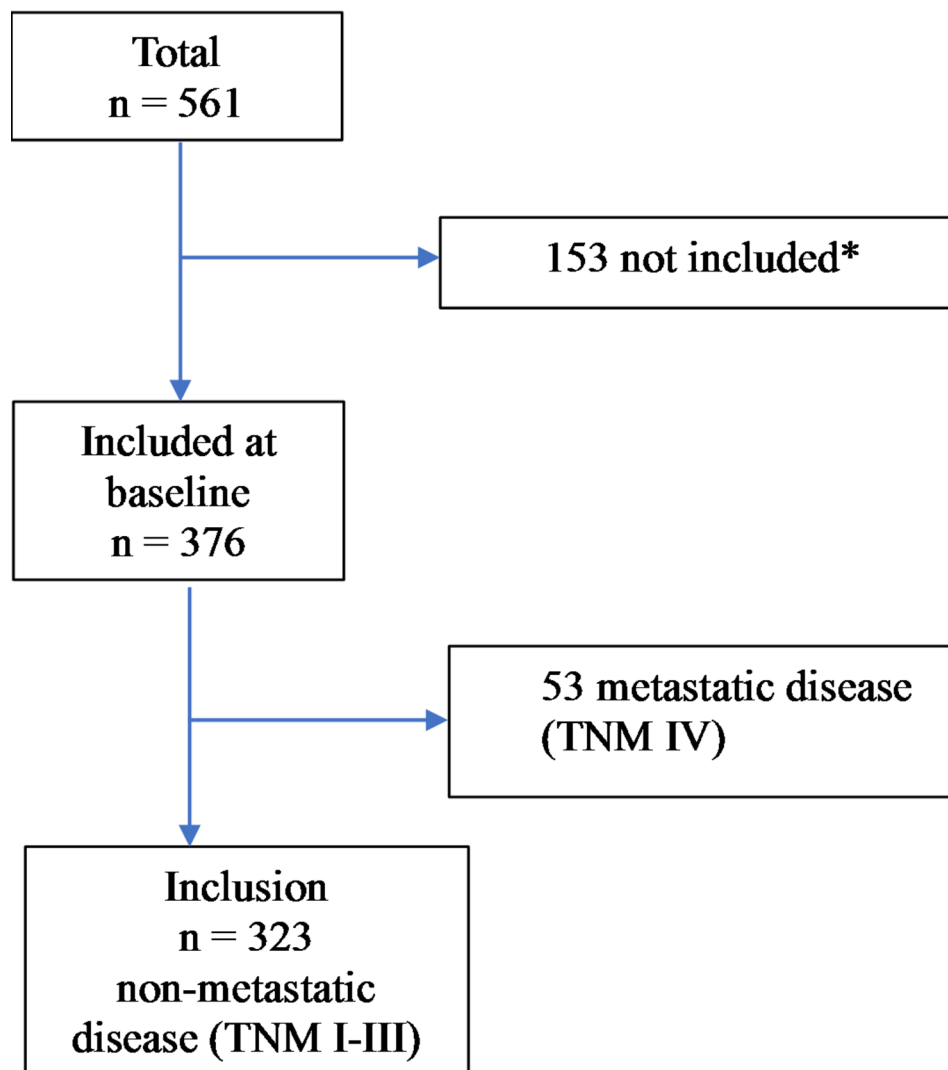 Total
n = 561
153 not included*
Included at
baseline
n = 376
53 metastatic disease
(TNM IV)
Inclusion
n = 323
non-metastatic
disease (TNM I-III)